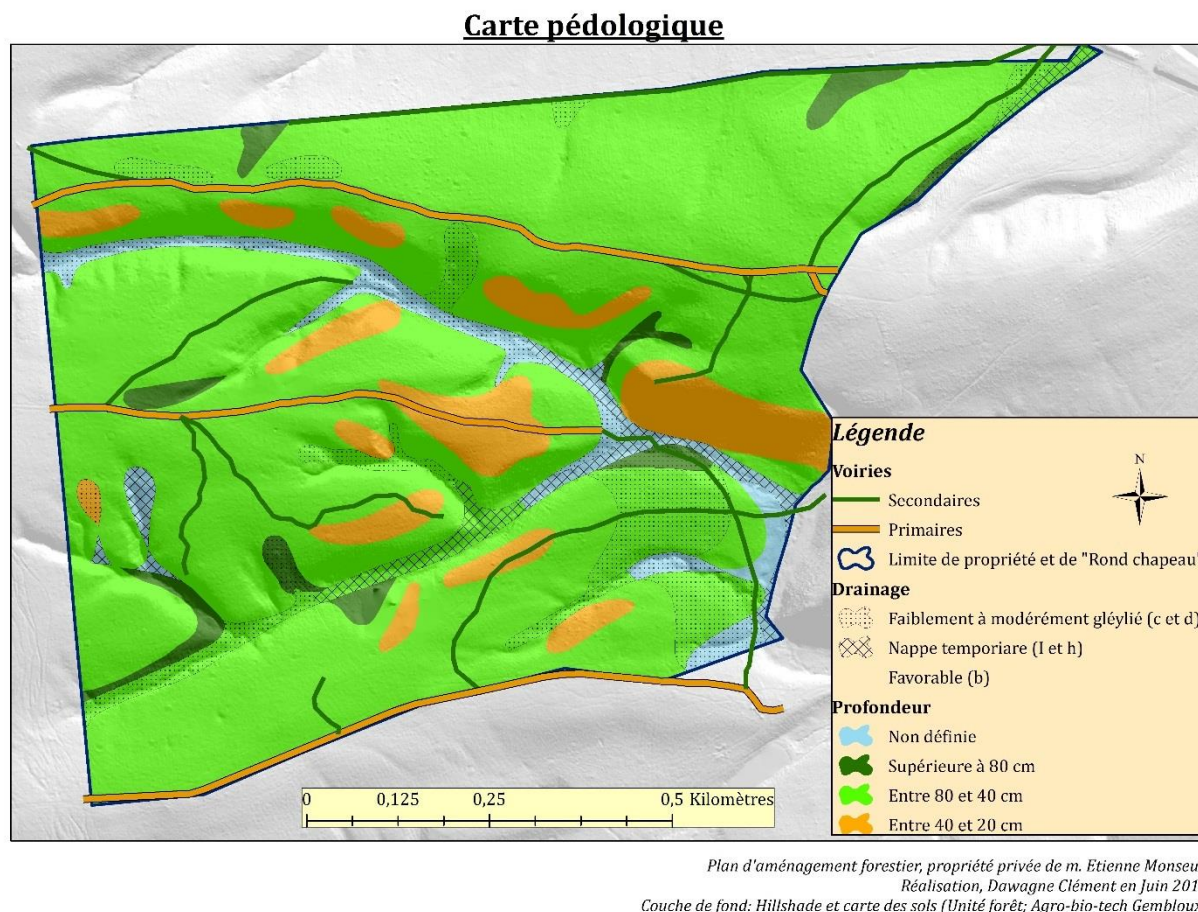 Carte pédologique
Légende
N
Voiries
Secondaires
Primaires
Limite de propriété et de "Rond chapeau"
Drainage
Faiblement à modérément gléylié (c et d)
Nappe temporiare (I et h)
Favorable (b)
Profondeur
Non définie
Supérieure à 80 cm
Entre 80 et 40 cm
Entre 40 et 20 cm
0 0,125 0,25 0,5 Kilomètres
Plan d'aménagement forestier, propriété privée de m. Etienne Monseu
Réalisation, Dawagne Clément en Juin 201
Couche de fond: Hillshade et carte des sols (Unité forêt; Agro-bio-tech Gembloux